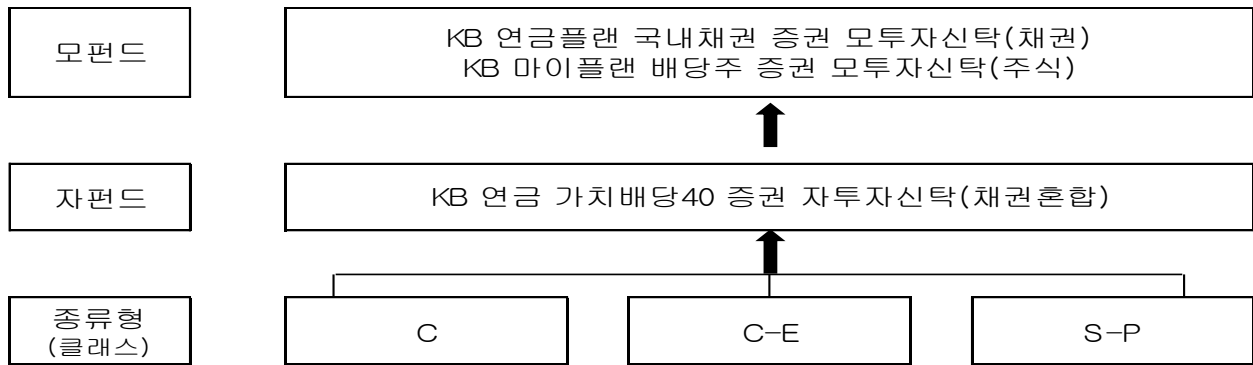 모펀드
KB 연금플랜 국내채권 증권 모투자신탁(채권)
KB 마이플랜 배당주 증권 모투자신탁(주식)
자펀드
KB 연금 가치배당40 증권 자투자신탁(채권혼합)
종류형
(클래스)
C
C-E
S-P